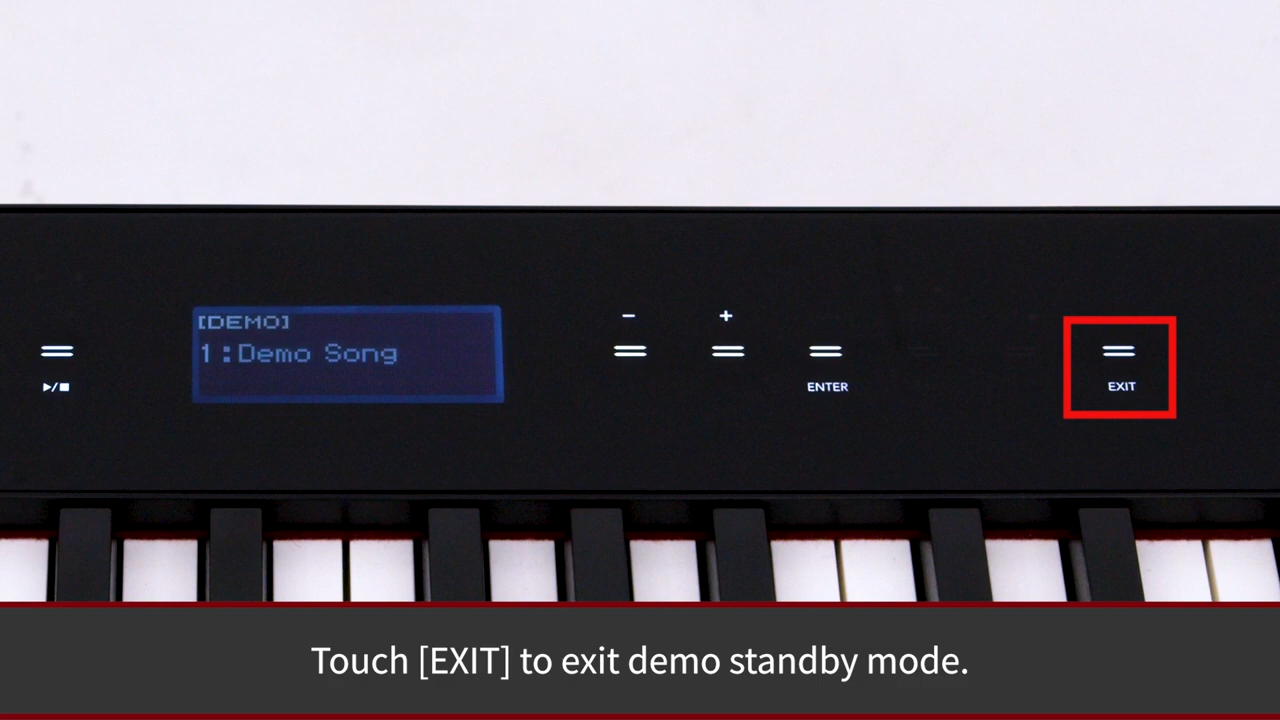 [DEMO]
1:Demo Song
▶/■
−
+
ENTER
EXIT
Touch [EXIT] to exit demo standby mode.